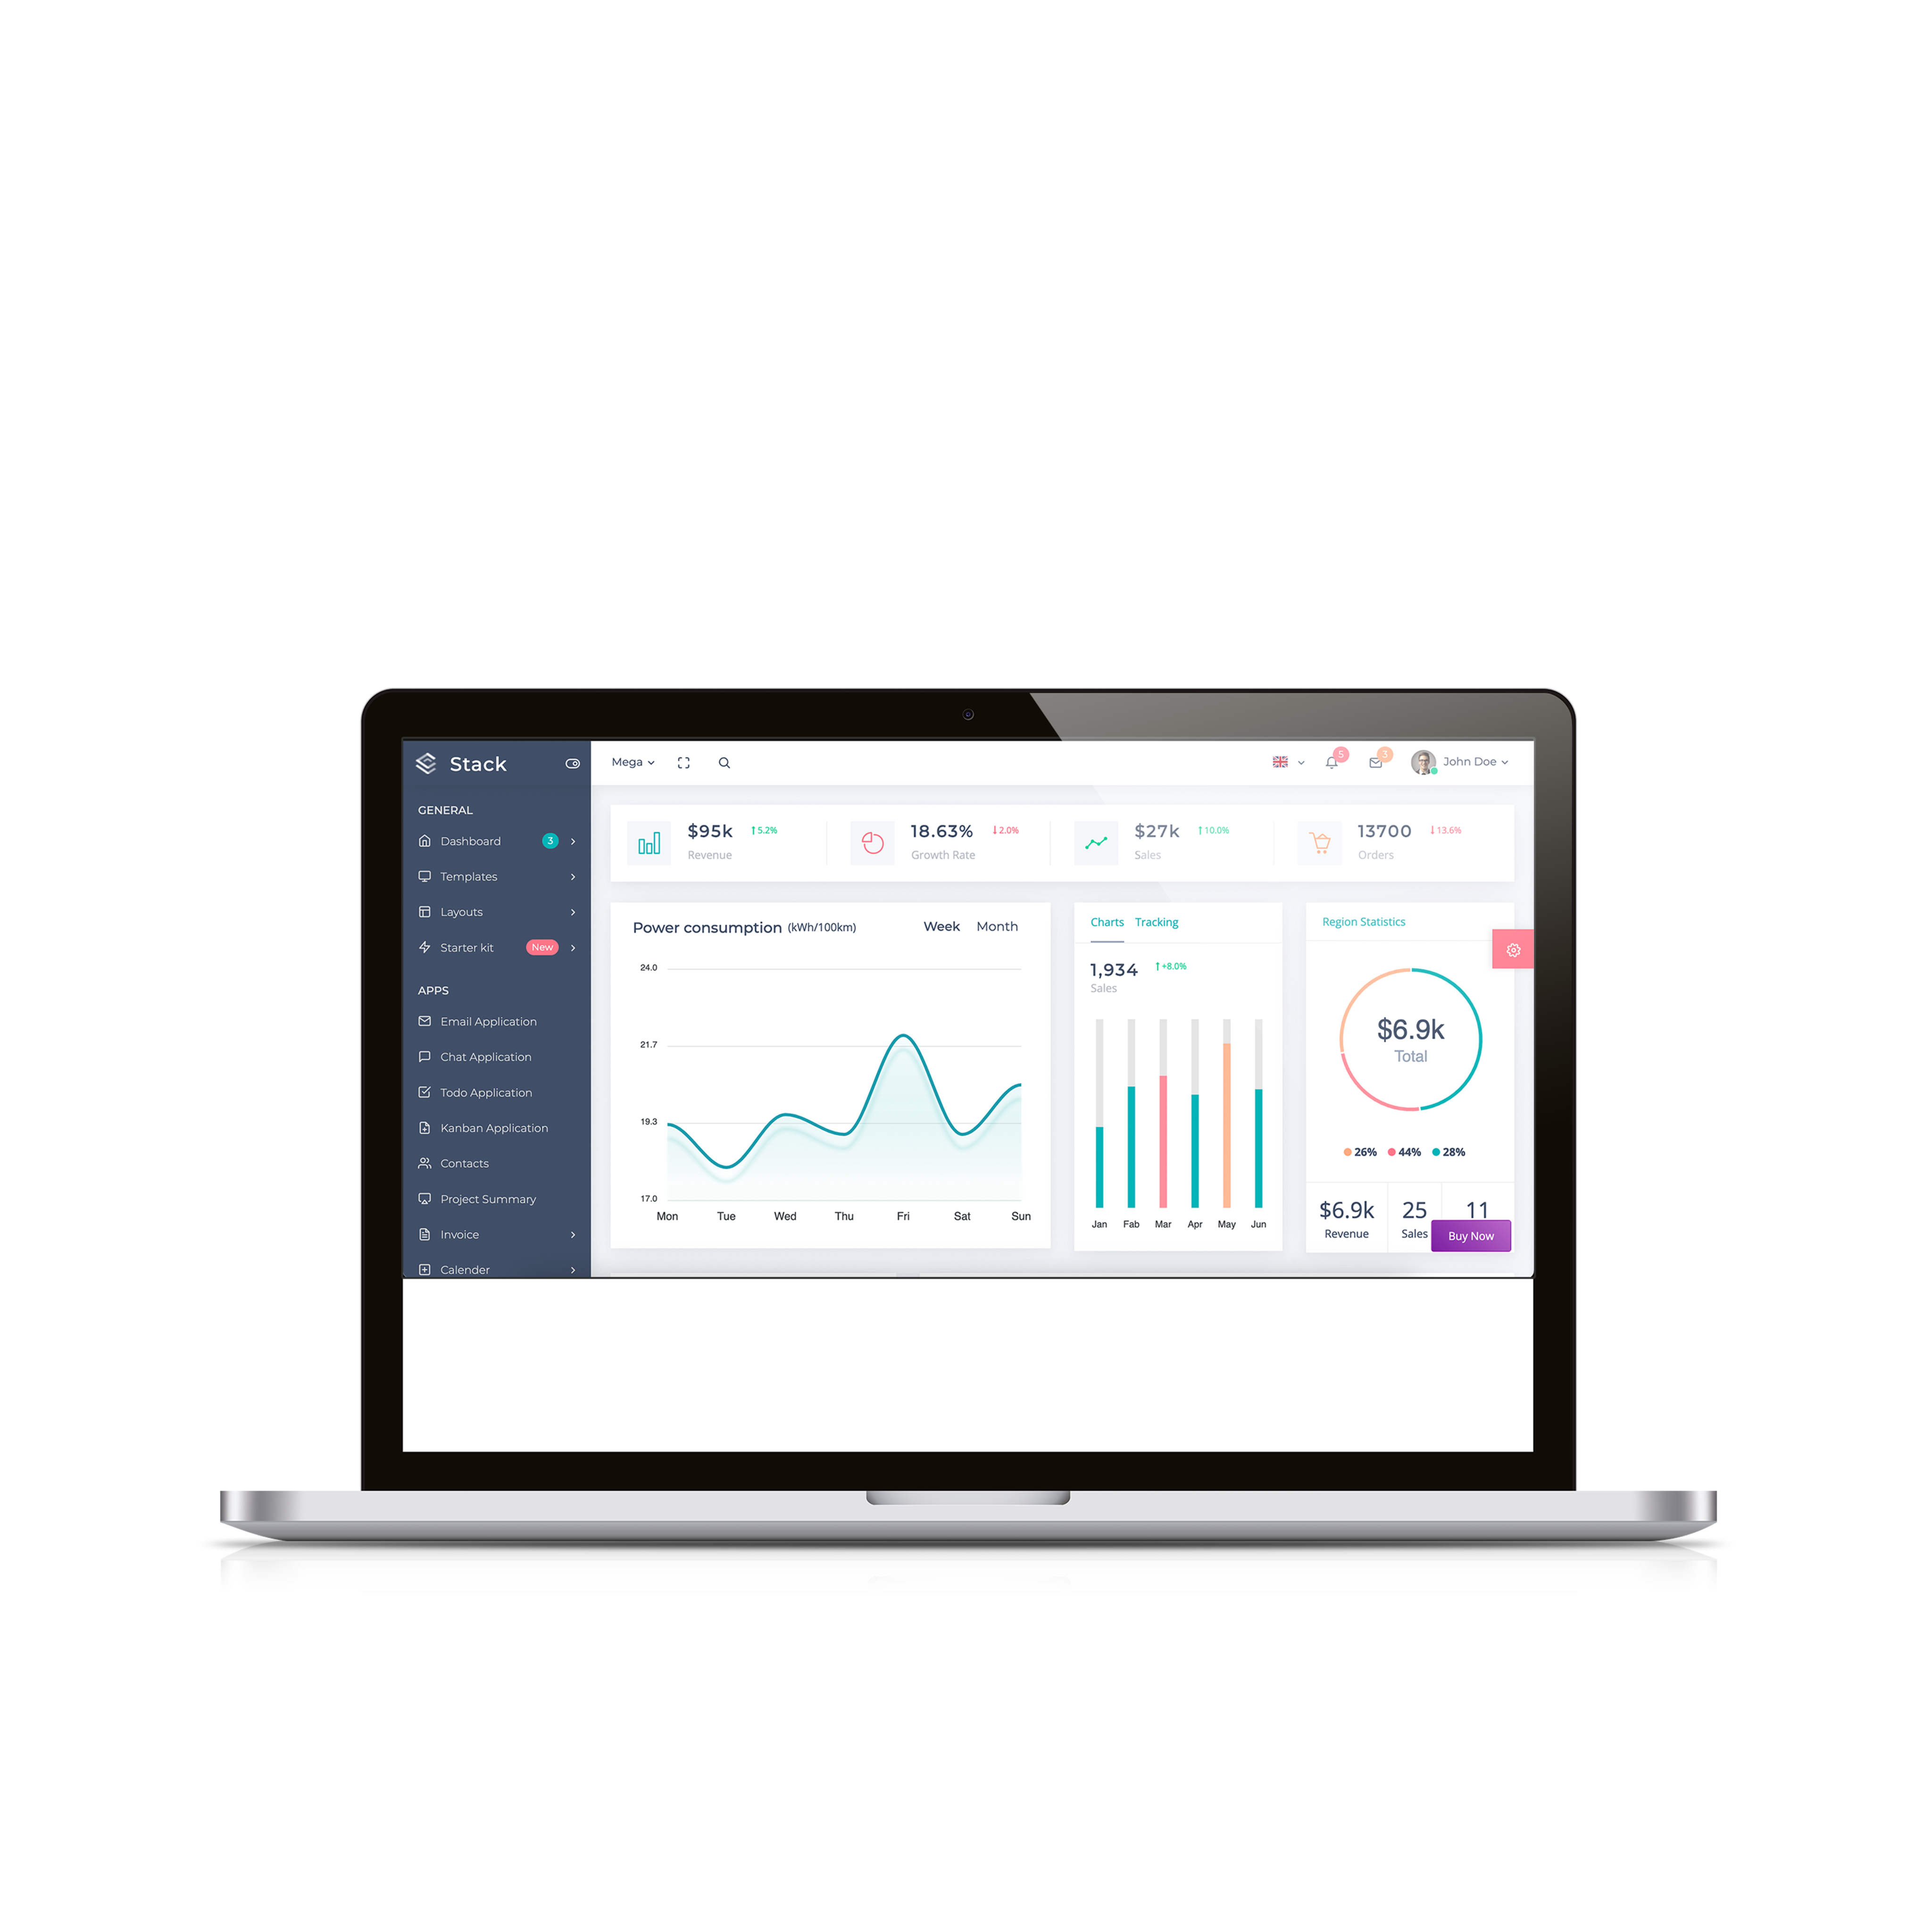 Stack
Mega
5
3
John Doe
GENERAL
Dashboard 3
Templates
Layouts
Starter kit New
APPS
Email Application
Chat Application
Todo Application
Kanban Application
Contacts
Project Summary
Invoice
Calender
$95k 5.2%
Revenue
18.63% 2.0%
Growth Rate
$27k 10.0%
Sales
13700 13.6%
Orders
Power consumption (kWh/100km) Week Month
24.0
21.7
19.3
17.0
Mon Tue Wed Thu Fri Sat Sun
Charts Tracking
1,934 +8.0%
Sales
Jan Fab Mar Apr May Jun
Region Statistics
$6.9k
Total
26% 44% 28%
$6.9k 25 11
Revenue Sales
Buy Now